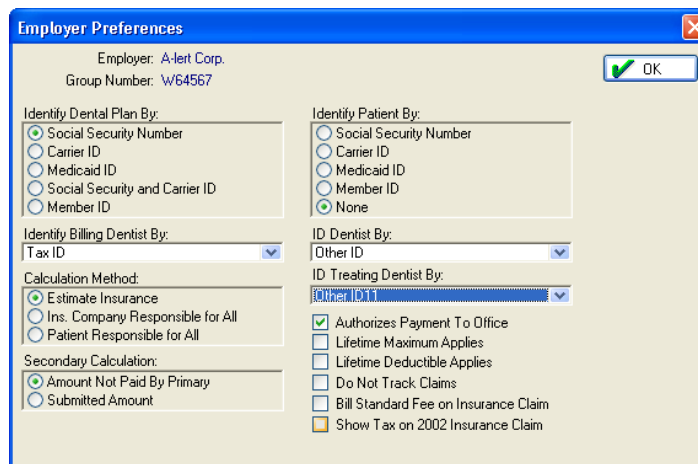 Employer Preferences
Employer: A-lert Corp.
Group Number: W64567
OK
Identify Dental Plan By:
Social Security Number
Carrier ID
Medicaid ID
Social Security and Carrier ID
Member ID
Identify Patient By:
Social Security Number
Carrier ID
Medicaid ID
Member ID
None
Identify Billing Dentist By:
Tax ID
ID Dentist By:
Other ID
Calculation Method:
Estimate Insurance
Ins. Company Responsible for All
Patient Responsible for All
ID Treating Dentist By:
Other ID11
Secondary Calculation:
Amount Not Paid By Primary
Submitted Amount
Authorizes Payment To Office
Lifetime Maximum Applies
Lifetime Deductible Applies
Do Not Track Claims
Bill Standard Fee on Insurance Claim
Show Tax on 2002 Insurance Claim